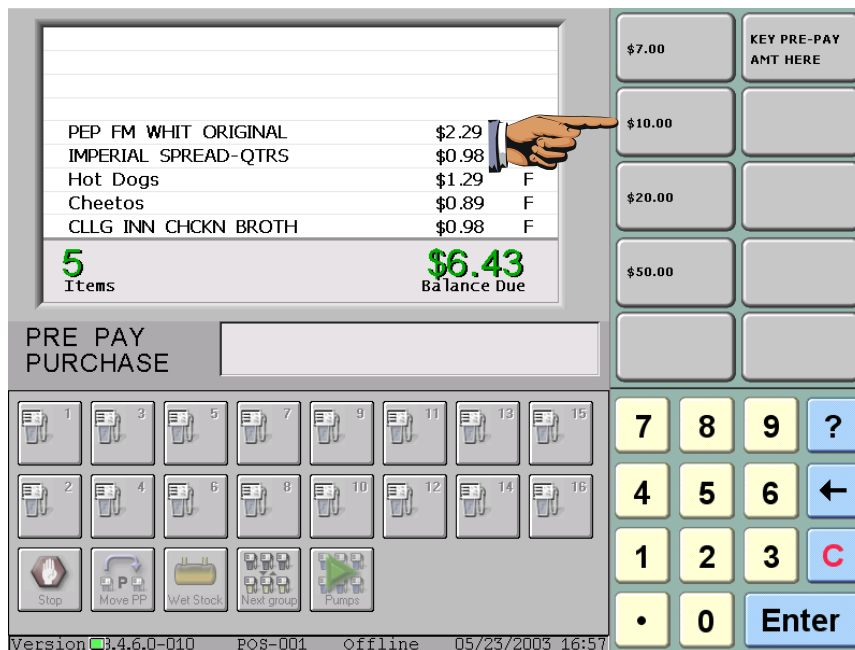 PEP FM WHIT ORIGINAL $2.29
IMPERIAL SPREAD-QTRS $0.98
Hot Dogs $1.29 F
Cheetos $0.89 F
CLLG INN CHCKN BROTH $0.98 F
5 $6.43
Items Balance Due
PRE PAY
PURCHASE
$7.00
KEY PRE-PAY
AMT HERE
$10.00
$20.00
$50.00
1 3 5 7 9 11 13 15
2 4 6 8 10 12 14 16
P
Stop Move PP Wet Stock Next group Pumps
7 8 9 ?
4 5 6 ←
1 2 3 C
• 0 Enter
Version .4.6.0-010 POS-001 Offline 05/23/2003 16:57